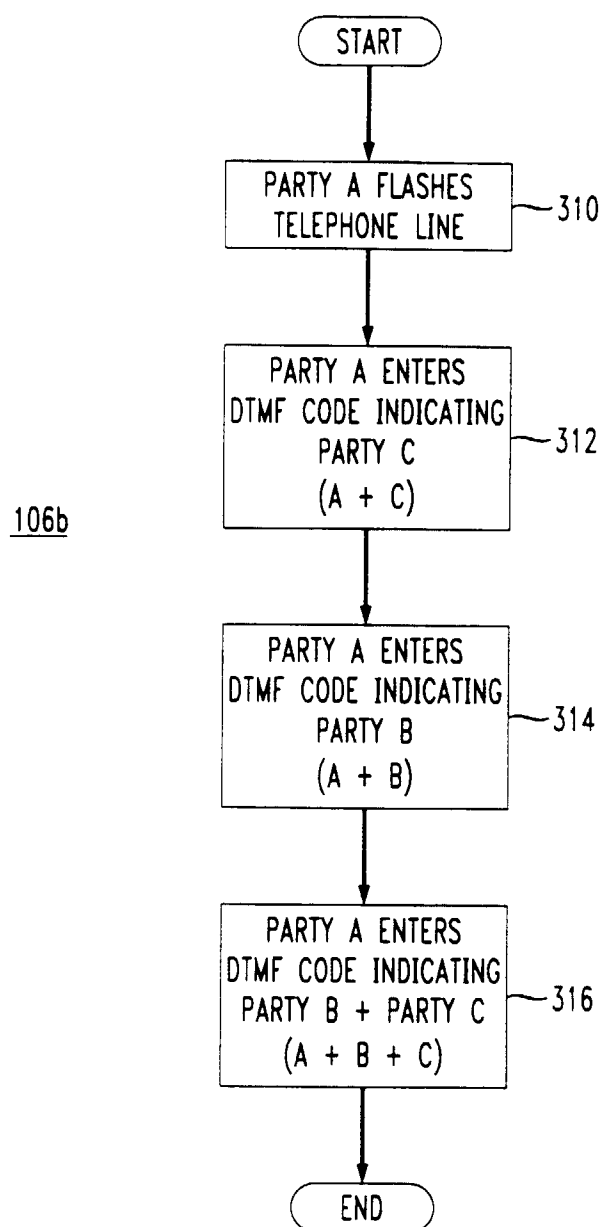 START
PARTY A FLASHES
TELEPHONE LINE
310
PARTY A ENTERS
DTMF CODE INDICATING
PARTY C
(A + C)
312
106b
PARTY A ENTERS
DTMF CODE INDICATING
PARTY B
(A + B)
314
PARTY A ENTERS
DTMF CODE INDICATING
PARTY B + PARTY C
(A + B + C)
316
END